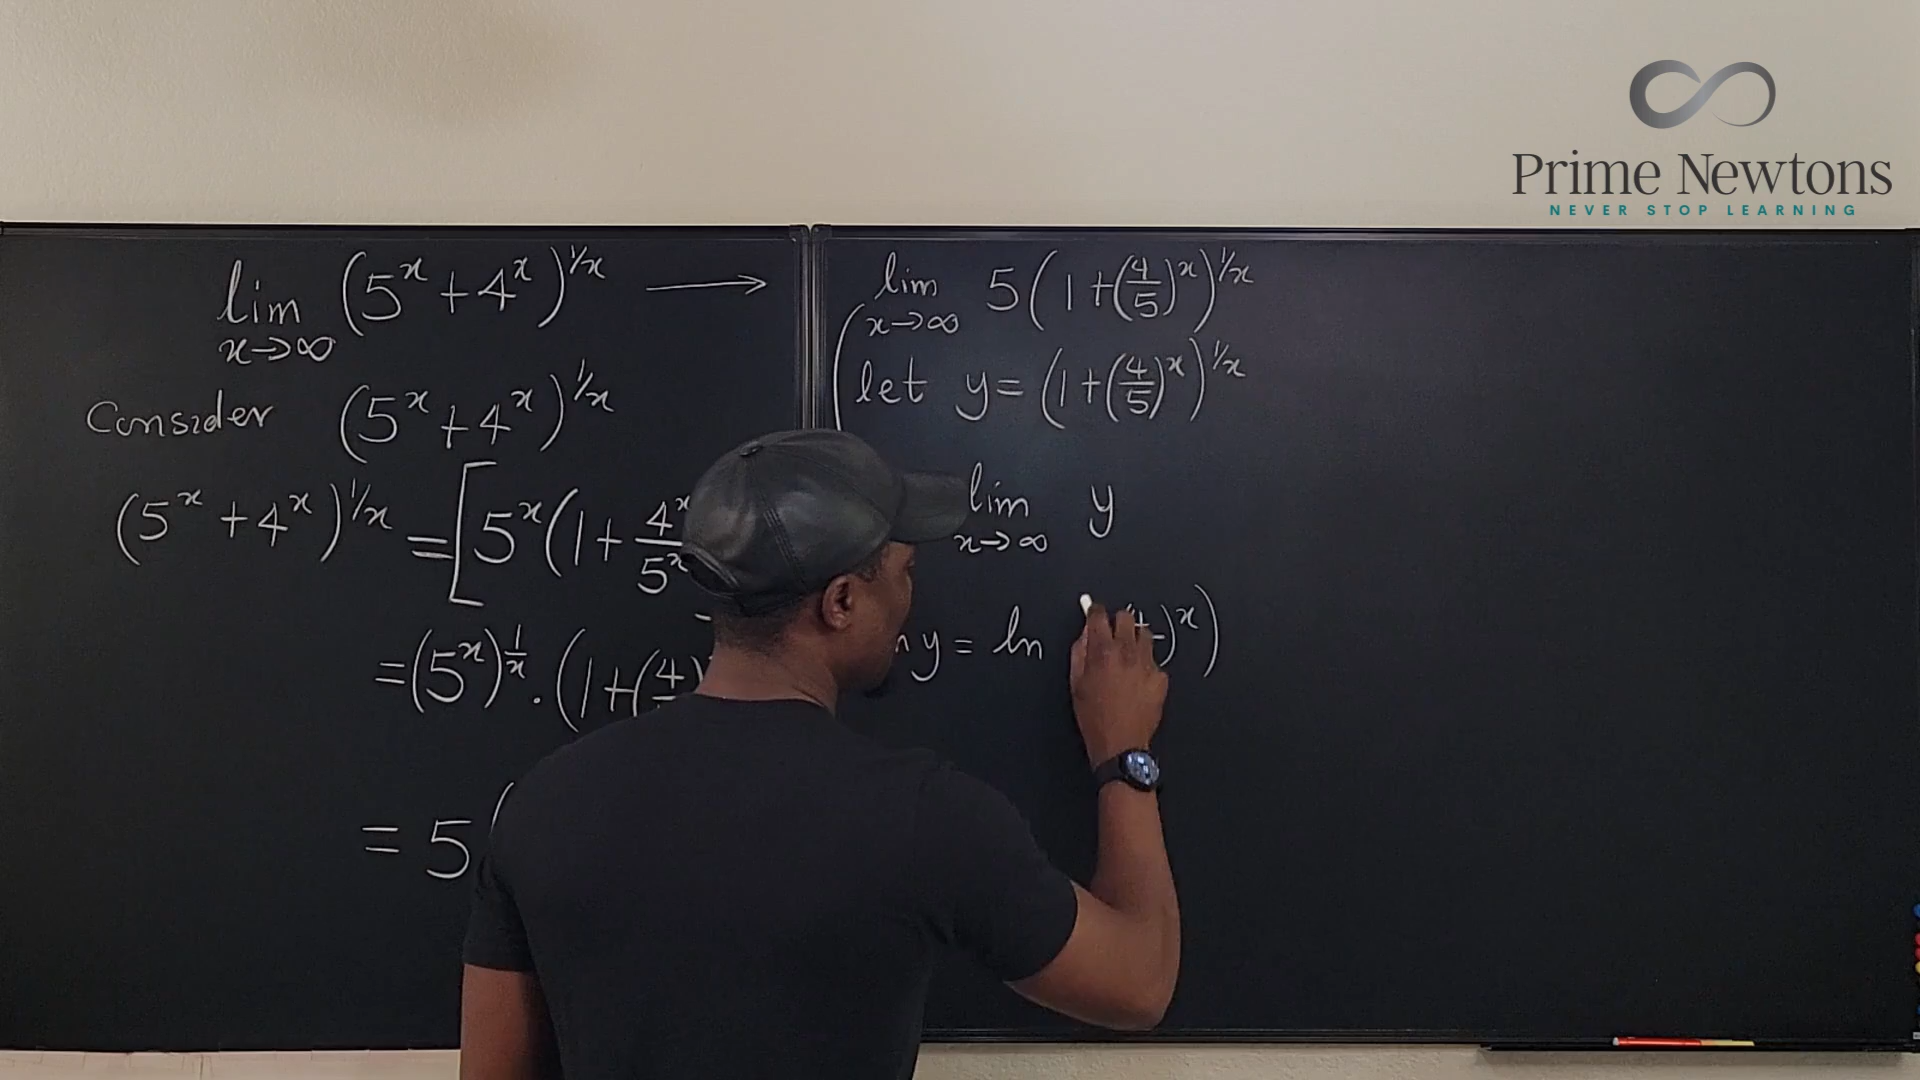 Prime Newtons
NEVER STOP LEARNING
lim x→∞ (5^x + 4^x)^1/x →
Consider (5^x + 4^x)^1/x
(5^x + 4^x)^1/x = [5^x(1 + 4^x/5^x
= (5^x)^1/x . (1 + (4
= 5(
lim x→∞ 5(1 + (4/5)^x)^1/x
let y = (1 + (4/5)^x)^1/x
lim x→∞ y
y = ln )^x)